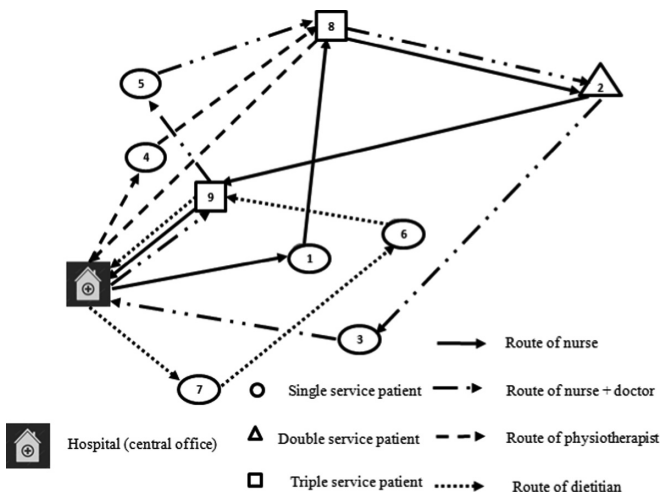 8
5
2
4
9
6
1
3
7
Route of nurse
Single service patient
Route of nurse + doctor
Hospital (central office)
Double service patient
Route of physiotherapist
Triple service patient
Route of dietitian